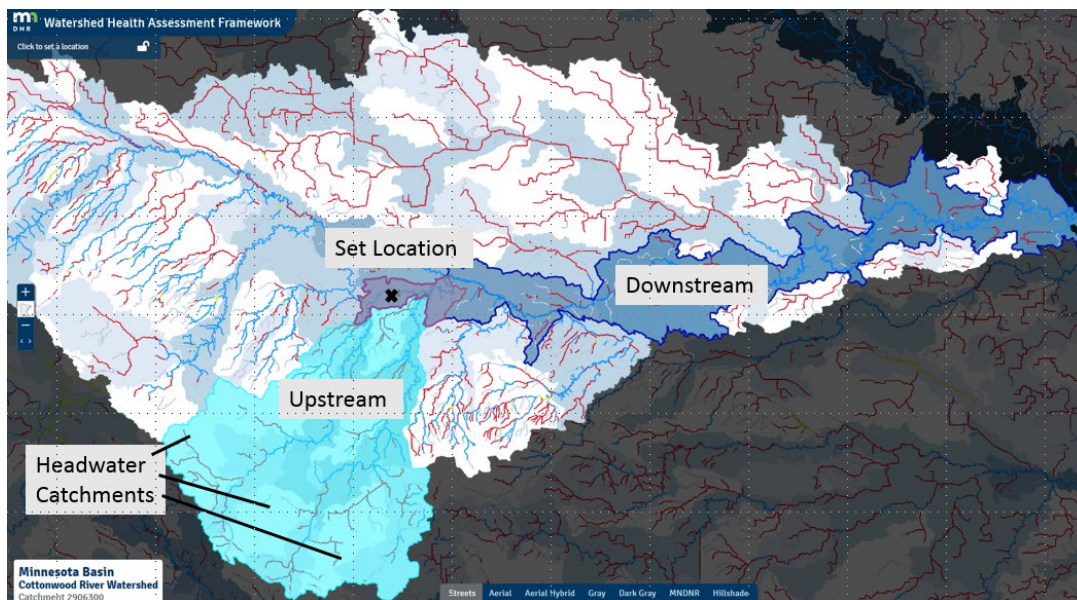 mn Watershed Health Assessment Framework
DNR
Click to set a location
Set Location
Downstream
Upstream
Headwater
Catchments
Minnesota Basin
Cottonwood River Watershed
Catchment 2906300
Streets Aerial Aerial Hybrid Gray Dark Gray MNDNR Hillshade